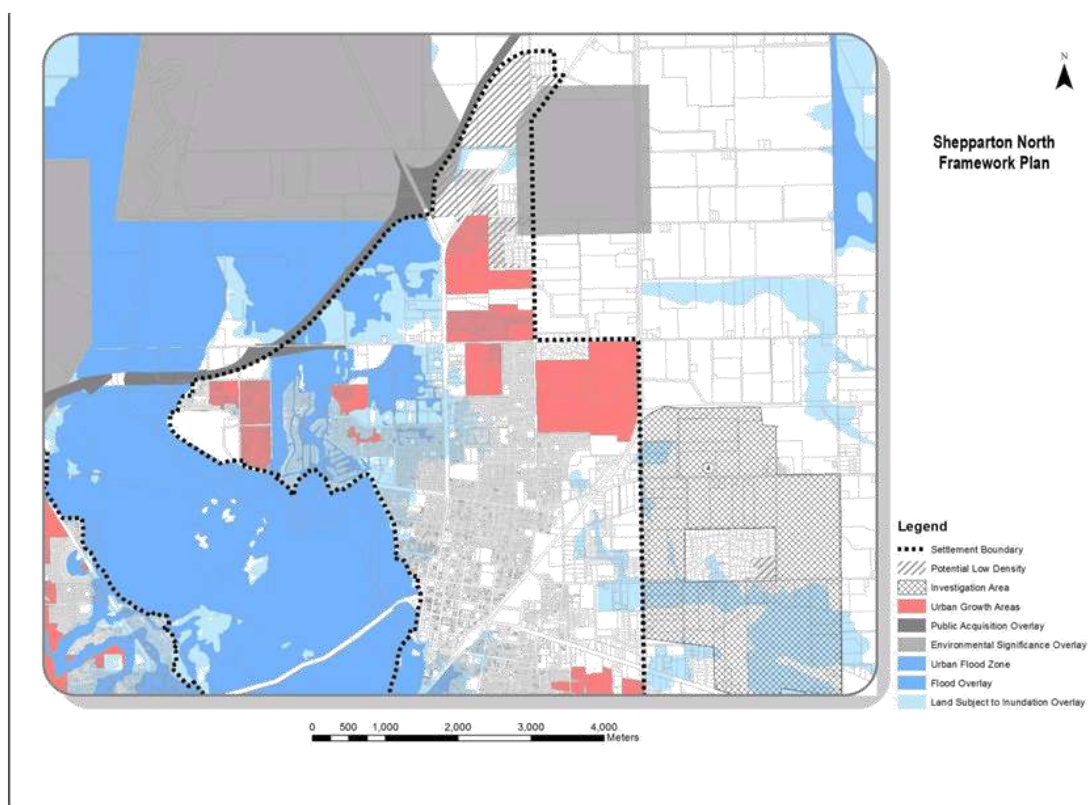 N
Shepparton North
Framework Plan
4
Legend
Settlement Boundary
Potential Low Density
Investigation Area
Urban Growth Areas
Public Acquisition Overlay
Environmental Significance Overlay
Urban Flood Zone
Flood Overlay
Land Subject to Inundation Overlay
0 500 1,000 2,000 3,000 4,000
Meters